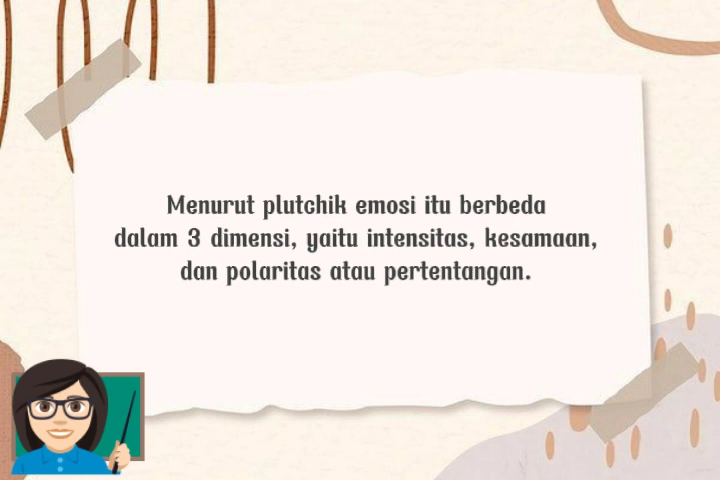 Menurut plutchik emosi itu berbeda
dalam 3 dimensi, yaitu intensitas, kesamaan,
dan polaritas atau pertentangan.